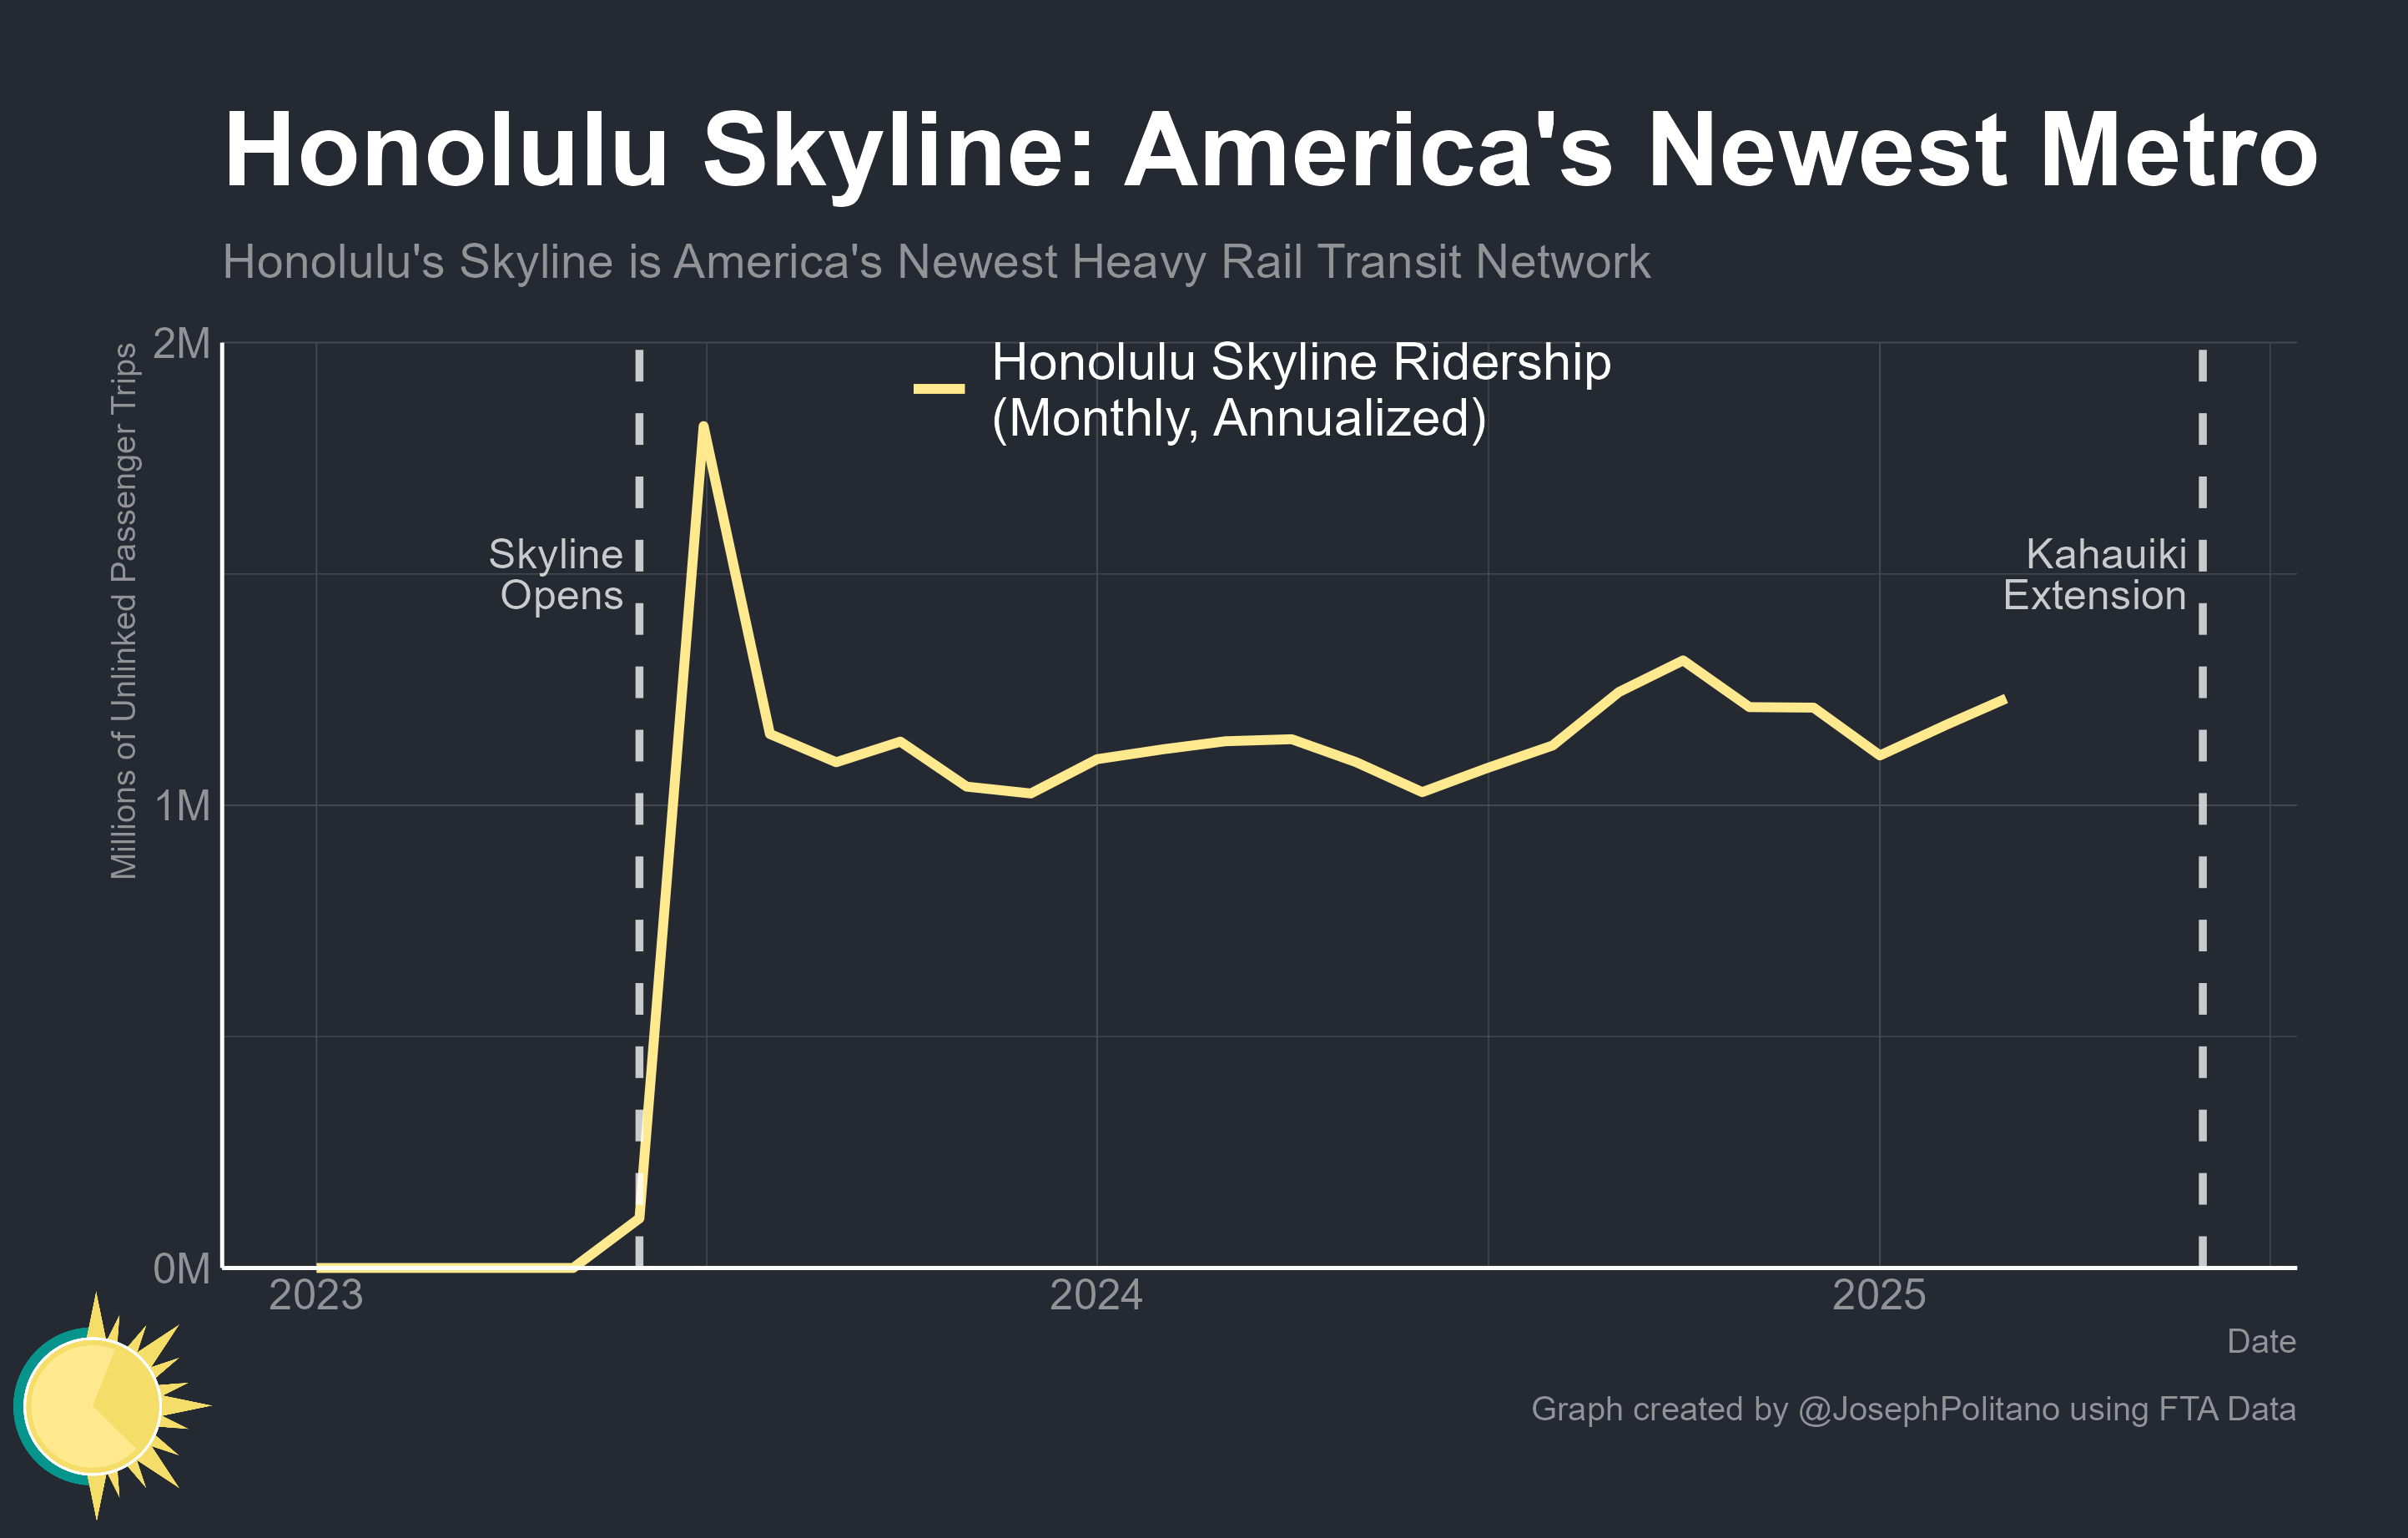 Honolulu Skyline: America's Newest Metro
Honolulu's Skyline is America's Newest Heavy Rail Transit Network
Millions of Unlinked Passenger Trips
2M
1M
0M
Honolulu Skyline Ridership
(Monthly, Annualized)
Skyline
Opens
Kahauiki
Extension
2023
2024
2025
Date
Graph created by @JosephPolitano using FTA Data